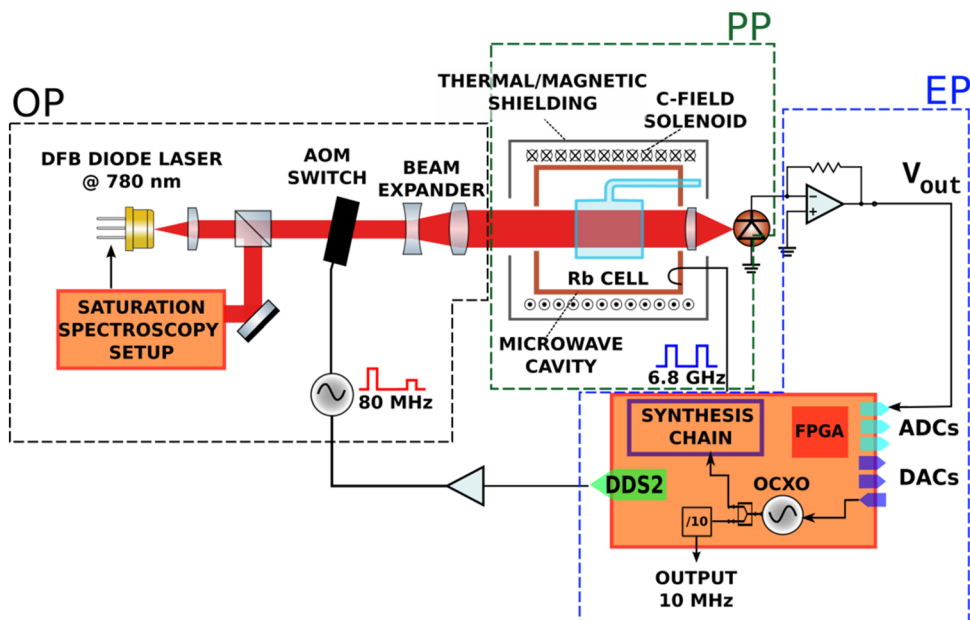 OP
PP
EP
DFB DIODE LASER
@ 780 nm
AOM
SWITCH
BEAM
EXPANDER
THERMAL/MAGNETIC
SHIELDING
C-FIELD
SOLENOID
Rb CELL
MICROWAVE
CAVITY
SATURATION
SPECTROSCOPY
SETUP
80 MHz
6.8 GHz
-
+
Vout
SYNTHESIS
CHAIN
FPGA
ADCs
DACs
DDS2
OCXO
/10
OUTPUT
10 MHz